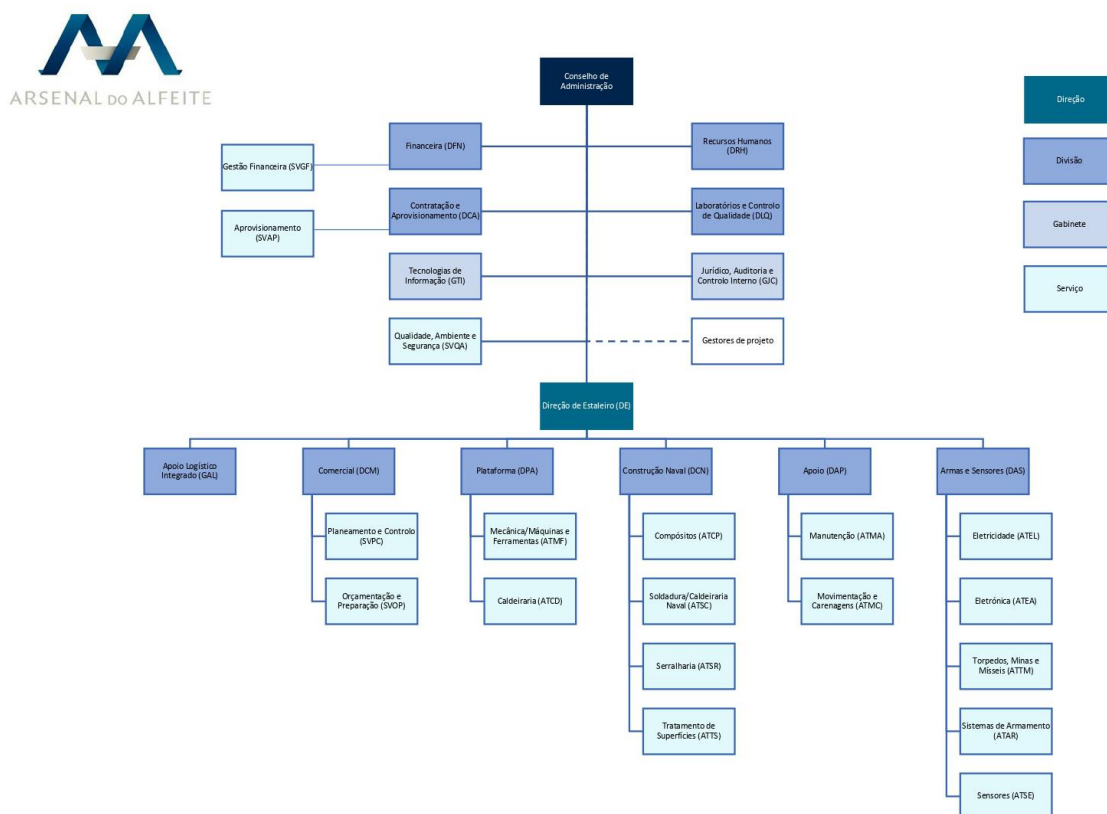 ARSENAL DO ALFEITE
Conselho de
Administração
Direção
Financeira (DFN)
Recursos Humanos
(DRH)
Gestão Financeira (SVGF)
Divisão
Contratação e
Aprovisionamento (DCA)
Laboratórios e Controlo
de Qualidade (DLQ)
Aprovisionamento
(SVAP)
Gabinete
Tecnologias de
Informação (GTI)
Jurídico, Auditoria e
Controlo Interno (GJC)
Serviço
Qualidade, Ambiente e
Segurança (SVQA)
Gestores de projeto
Direção de Estaleiro (DE)
Apoio Logístico
Integrado (GAL)
Comercial (DCM)
Plataforma (DPA)
Construção Naval (DCN)
Apoio (DAP)
Armas e Sensores (DAS)
Planeamento e Controlo
(SVPC)
Mecânica/Máquinas e
Ferramentas (ATMF)
Compósitos (ATCP)
Manutenção (ATMA)
Eletricidade (ATEL)
Orçamentação e
Preparação (SVOP)
Caldeiraria (ATCD)
Soldadura/Caldeiraria
Naval (ATSC)
Movimentação e
Carenagens (ATMC)
Eletrónica (ATEA)
Serralharia (ATSR)
Torpedos, Minas e
Mísseis (ATTM)
Tratamento de
Superfícies (ATTS)
Sistemas de Armamento
(ATAR)
Sensores (ATSE)